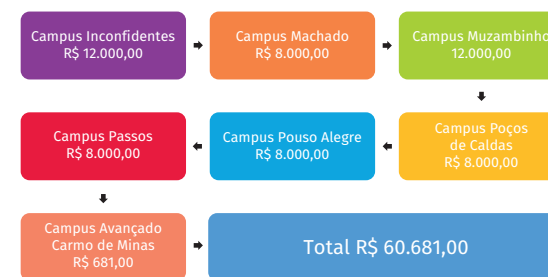 Campus Inconfidentes
R$ 12.000,00
Campus Machado
R$ 8.000,00
Campus Muzambinho
12.000,00
Campus Poços
de Caldas
R$ 8.000,00
Campus Pouso Alegre
R$ 8.000,00
Campus Passos
R$ 8.000,00
Campus Avançado
Carmo de Minas
R$ 681,00
Total R$ 60.681,00